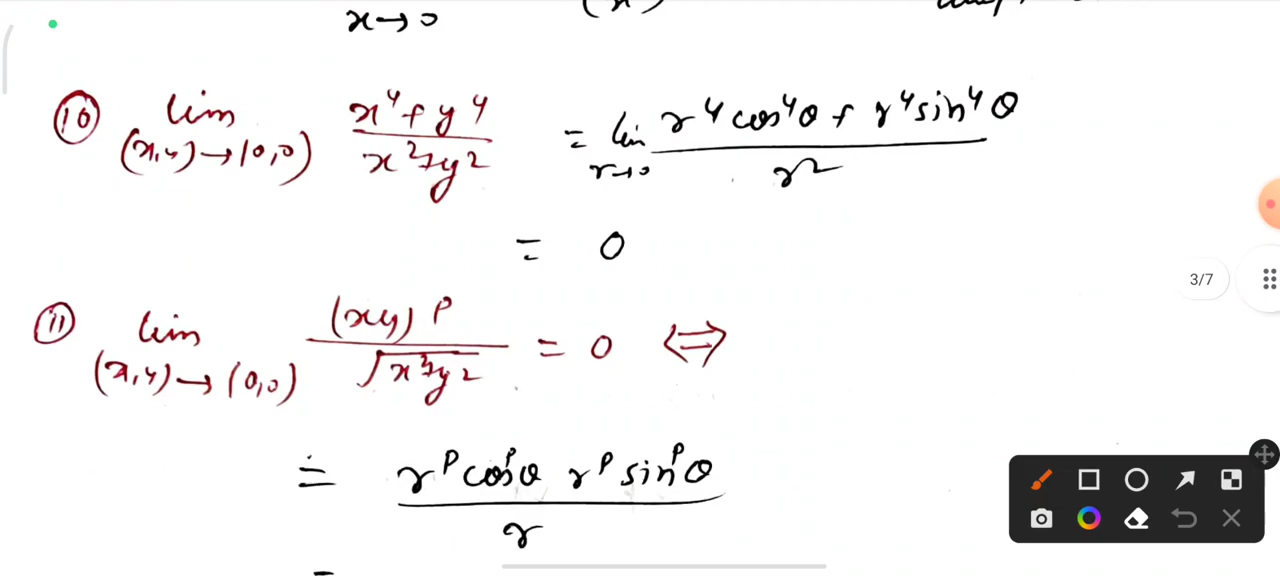 x→0 (x)
(10) lim (x,y)→(0,0) x⁴+y⁴ / x²+y² = lim r→0 r⁴cos⁴θ + r⁴sin⁴θ / r²
= 0
3/7
(11) lim (x,y)→(0,0) (xy)^p / √x²+y² = 0 ⇔
= r^p cos^pθ r^p sin^pθ / r
=